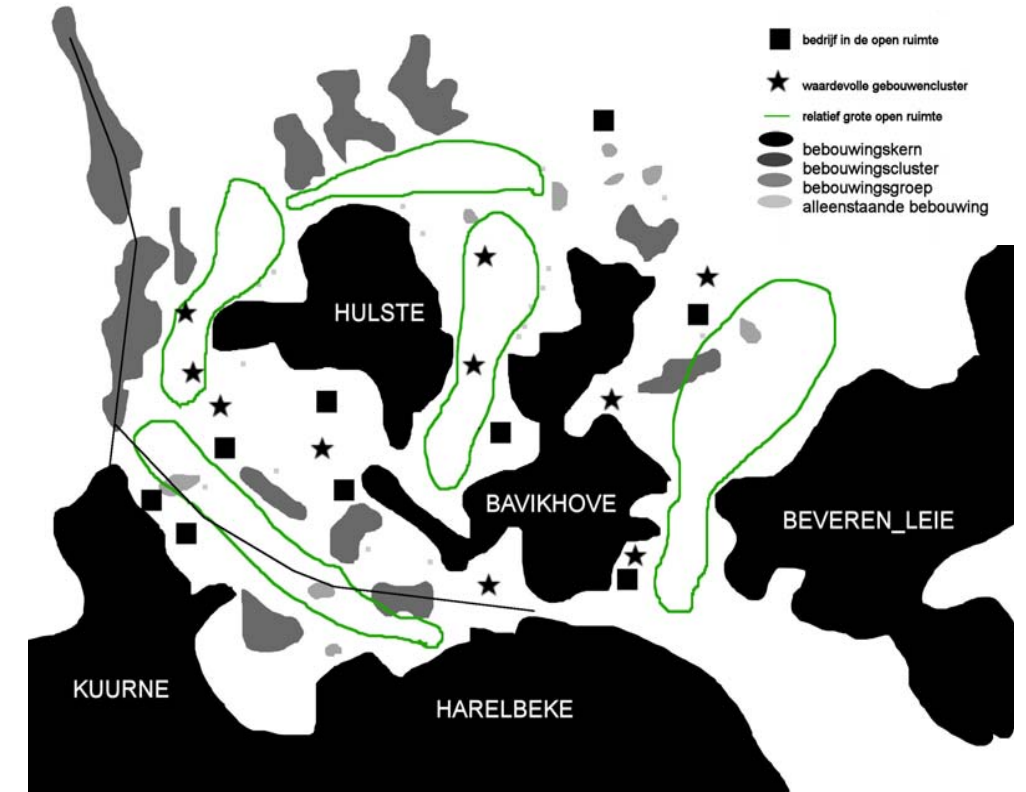 bedrijf in de open ruimte
waardevolle gebouwencluster
relatief grote open ruimte
bebouwingskern
bebouwingscluster
bebouwingsgroep
alleenstaande bebouwing
HULSTE
BAVIKHOVE
BEVEREN_LEIE
KUURNE
HARELBEKE